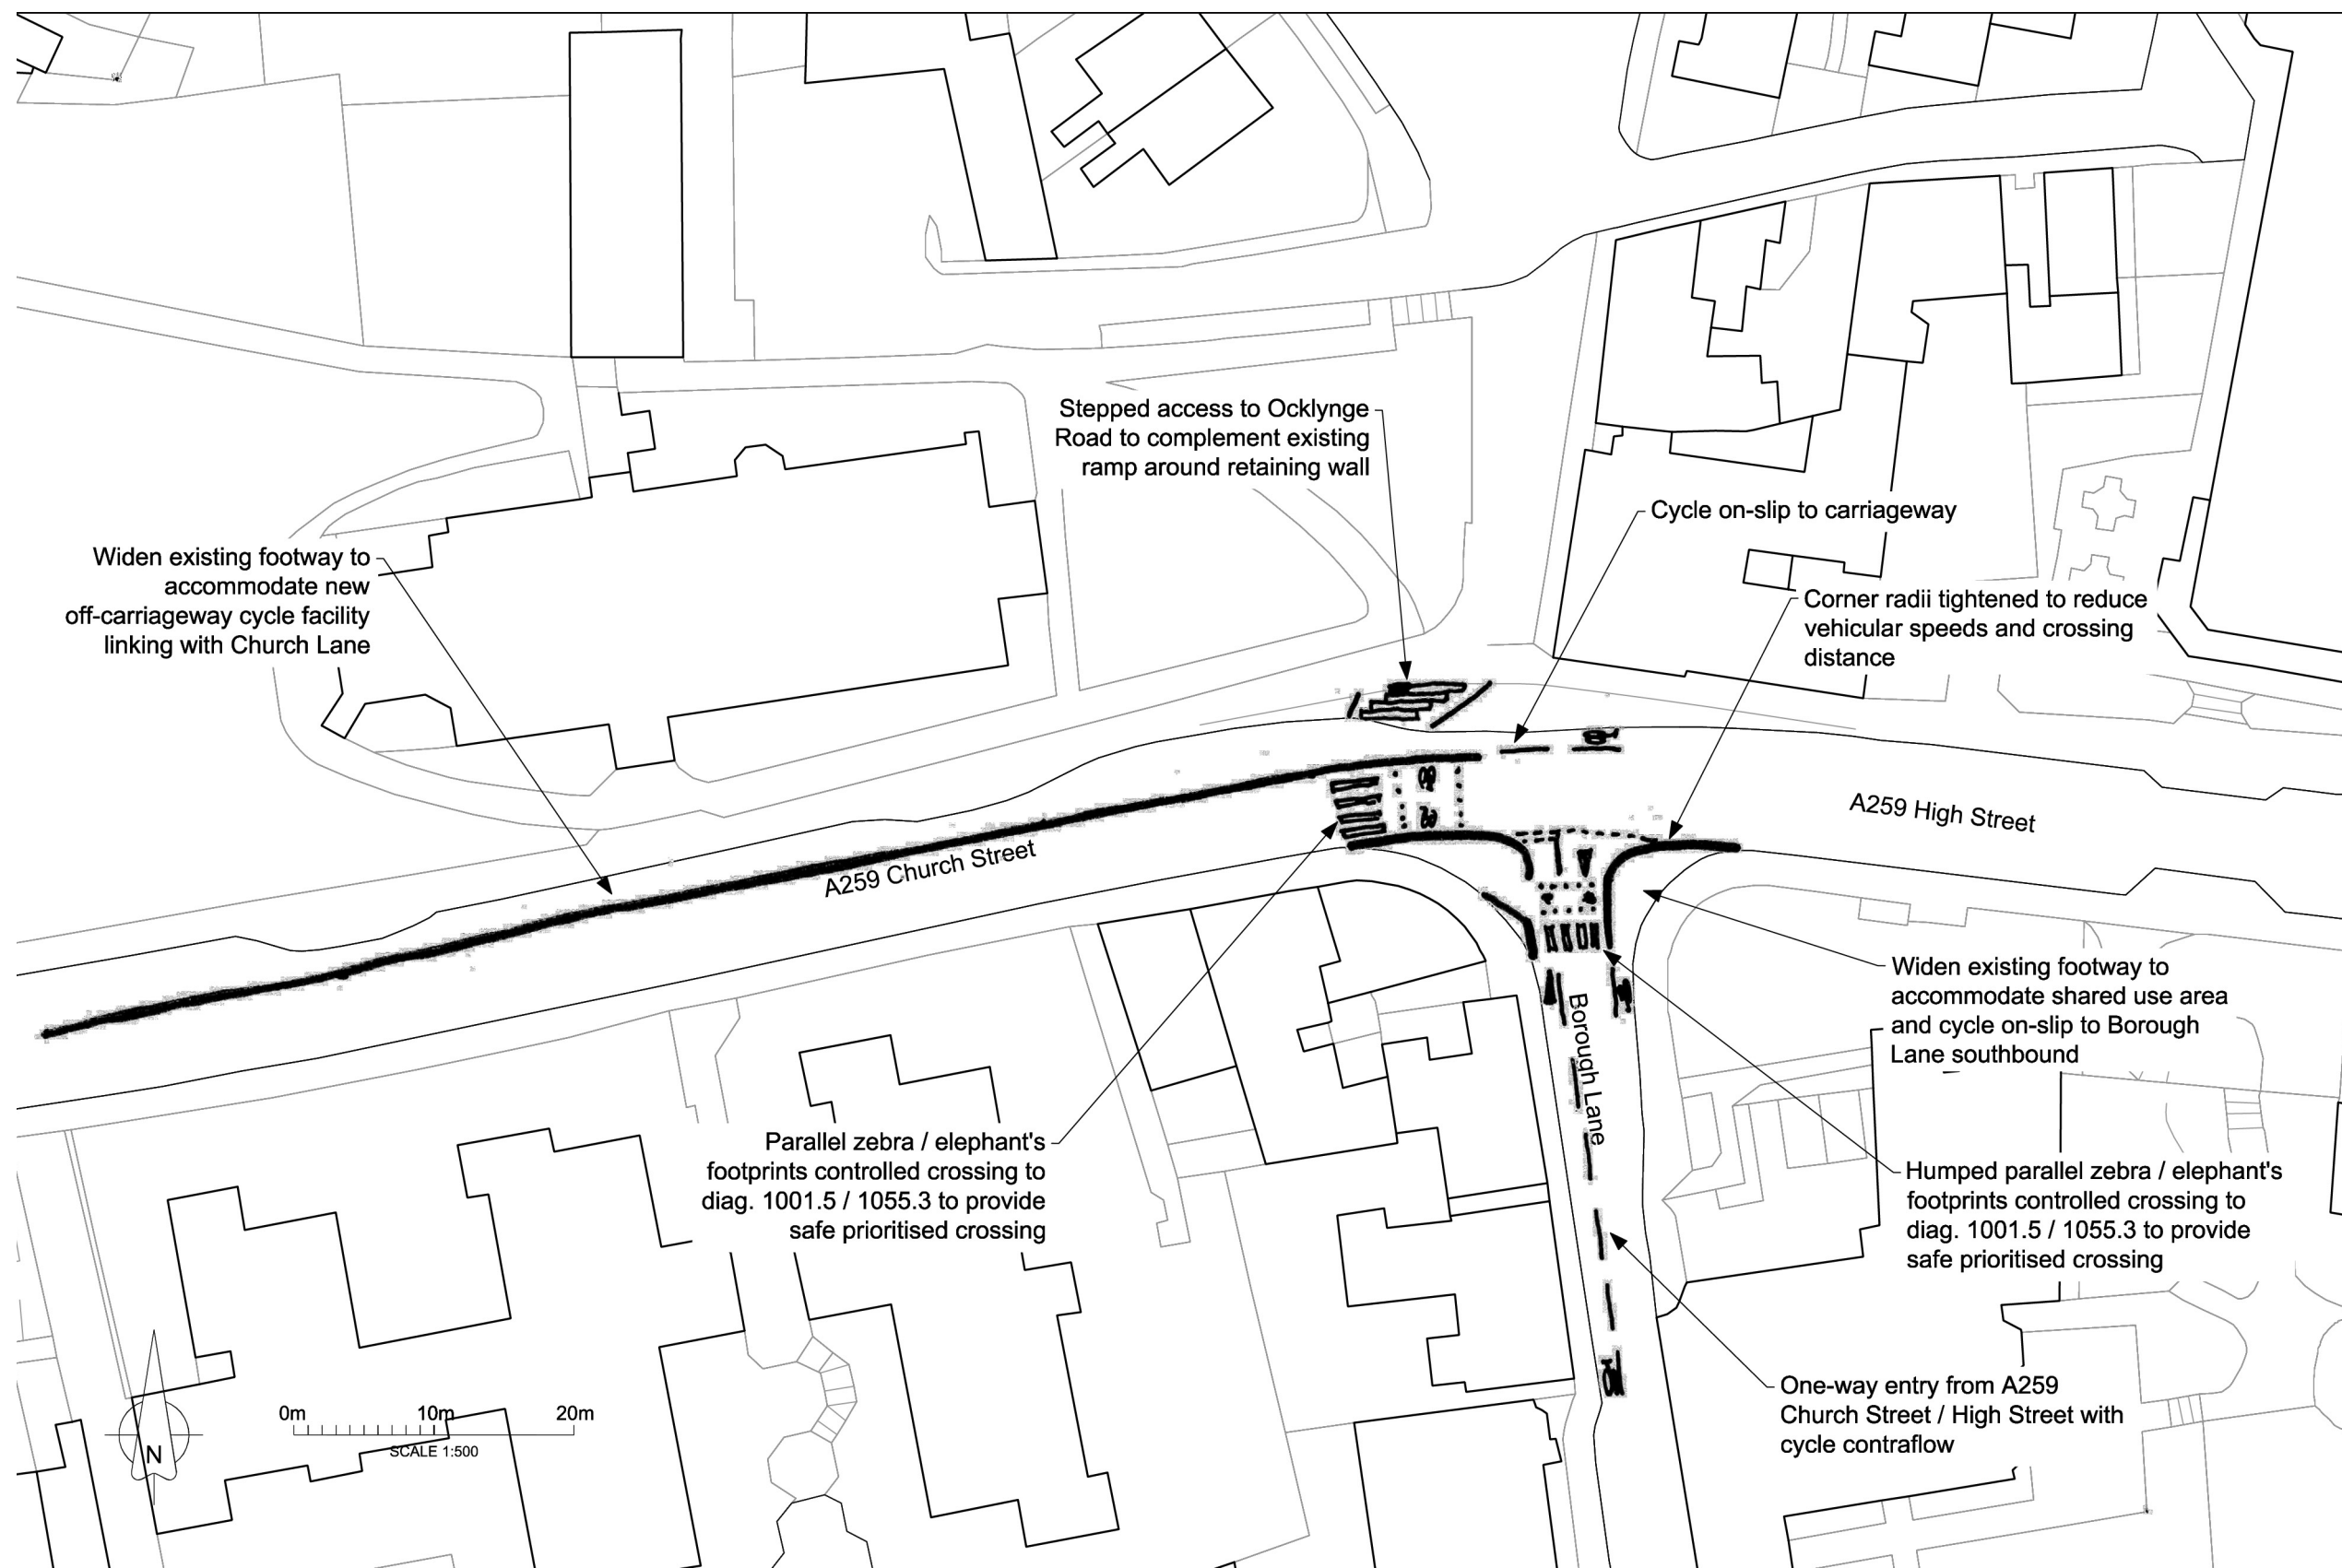 Stepped access to Ocklynge
Road to complement existing
ramp around retaining wall
Cycle on-slip to carriageway
Widen existing footway to
accommodate new
off-carriageway cycle facility
linking with Church Lane
Corner radii tightened to reduce
vehicular speeds and crossing
distance
A259 High Street
A259 Church Street
Widen existing footway to
accommodate shared use area
and cycle on-slip to Borough
Lane southbound
Borough Lane
Parallel zebra / elephant's
footprints controlled crossing to
diag. 1001.5 / 1055.3 to provide
safe prioritised crossing
Humped parallel zebra / elephant's
footprints controlled crossing to
diag. 1001.5 / 1055.3 to provide
safe prioritised crossing
One-way entry from A259
Church Street / High Street with
cycle contraflow
0m 10m 20m
SCALE 1:500
N